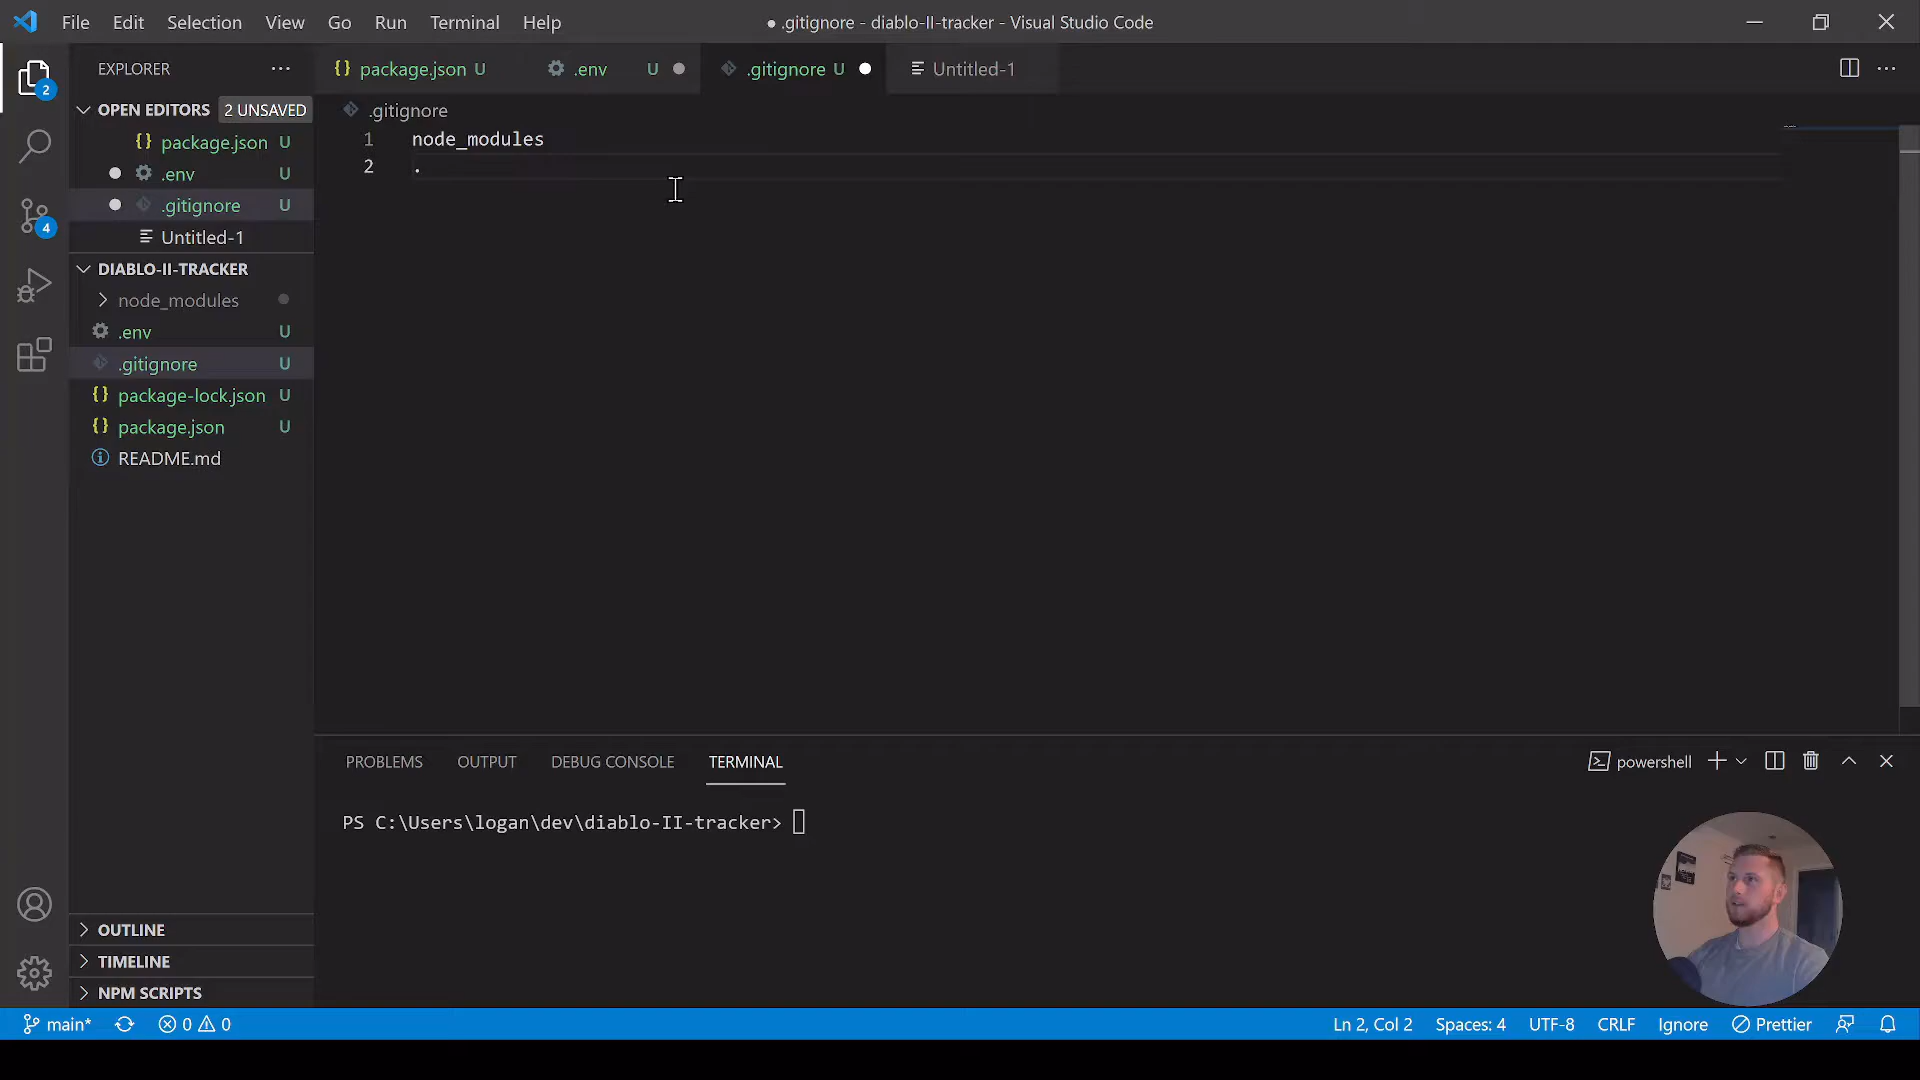 File Edit Selection View Go Run Terminal Help
● .gitignore - diablo-II-tracker - Visual Studio Code
EXPLORER
OPEN EDITORS 2 UNSAVED
{} package.json U
.env U
.gitignore U
Untitled-1
DIABLO-II-TRACKER
node_modules
.env U
.gitignore U
{} package-lock.json U
{} package.json U
README.md
OUTLINE
TIMELINE
NPM SCRIPTS
2
4
{} package.json U
.env U
.gitignore U
Untitled-1
.gitignore
1 node_modules
2 .
PROBLEMS OUTPUT DEBUG CONSOLE TERMINAL
powershell
PS C:\Users\logan\dev\diablo-II-tracker>
main* 0 0
Ln 2, Col 2 Spaces: 4 UTF-8 CRLF Ignore Prettier